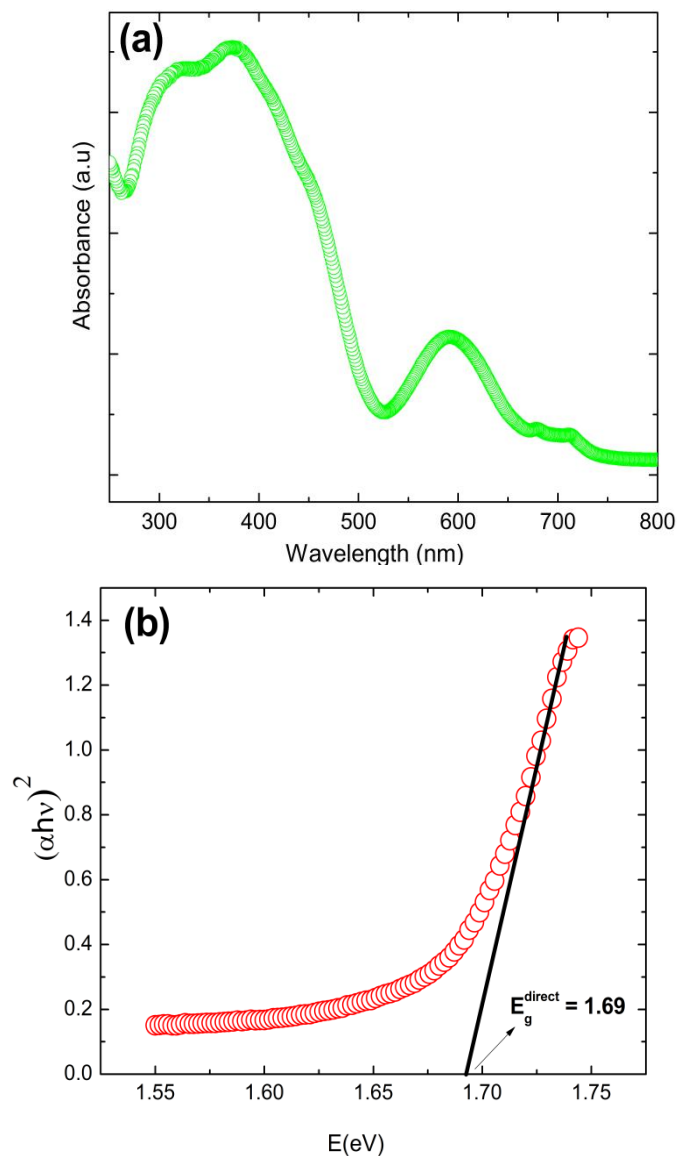 (a)
Absorbance (a.u)
300 400 500 600 700 800
Wavelength (nm)
(b)
1.4
1.2
1.0
0.8
0.6
0.4
0.2
0.0
(αhν)²
E_g^direct = 1.69
1.55 1.60 1.65 1.70 1.75
E(eV)